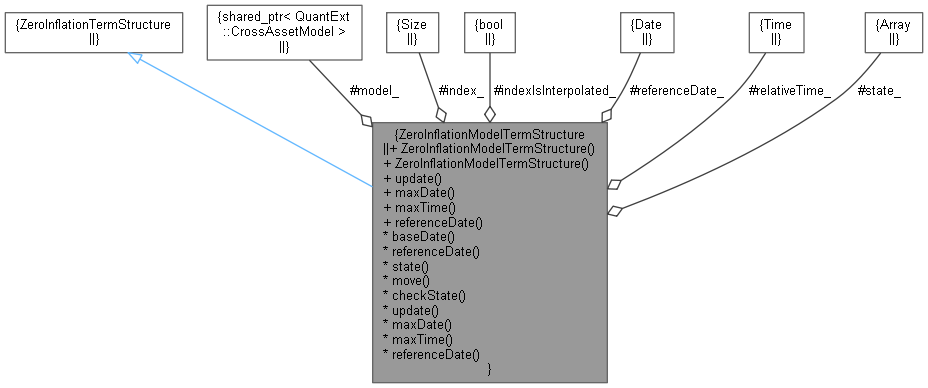 {ZeroInflationTermStructure
||}
{shared_ptr< QuantExt
::CrossAssetModel >
||}
{Size
||}
{bool
||}
{Date
||}
{Time
||}
{Array
||}
#model_
#index_
#indexIsInterpolated_
#referenceDate_
#relativeTime_
#state_
{ZeroInflationModelTermStructure
||+ ZeroInflationModelTermStructure()
+ ZeroInflationModelTermStructure()
+ update()
+ maxDate()
+ maxTime()
+ referenceDate()
* baseDate()
* referenceDate()
* state()
* move()
* checkState()
* update()
* maxDate()
* maxTime()
* referenceDate()
}